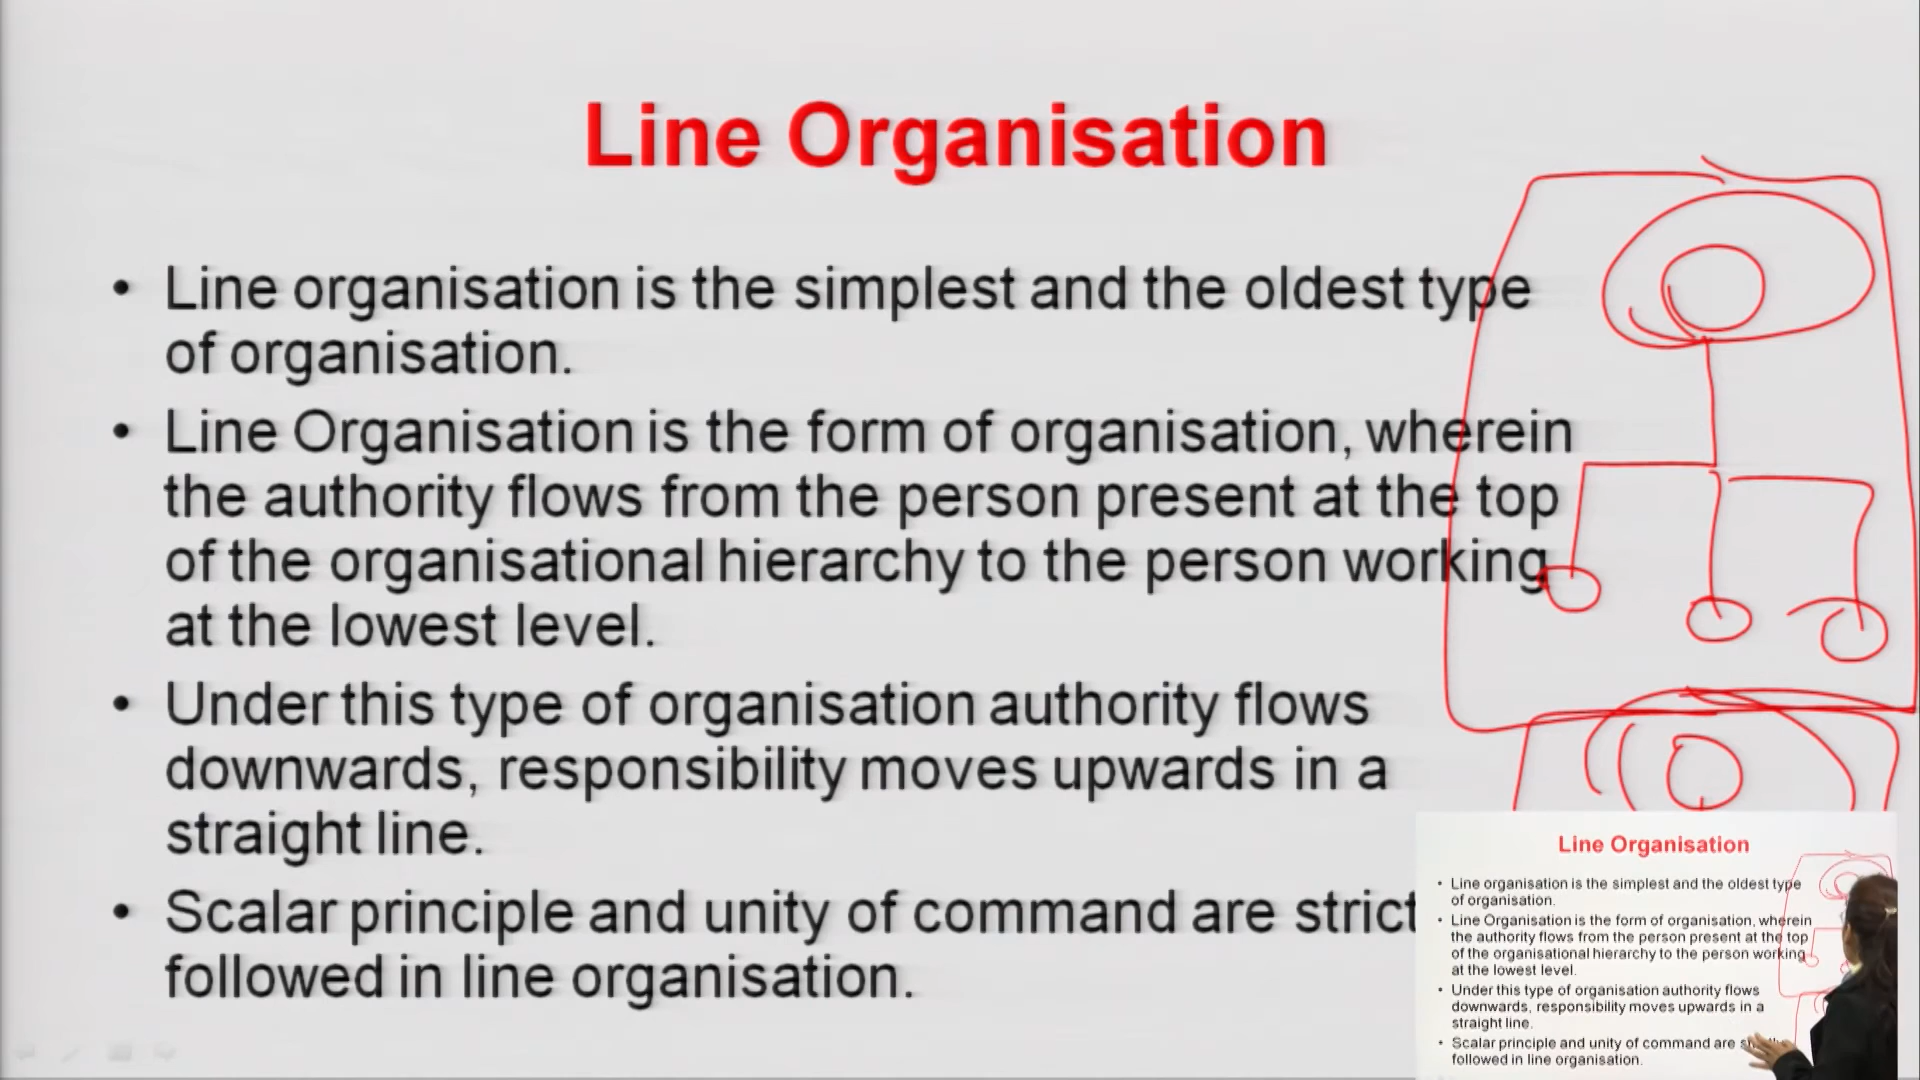 Line Organisation
• Line organisation is the simplest and the oldest type
of organisation.
• Line Organisation is the form of organisation, wherein
the authority flows from the person present at the top
of the organisational hierarchy to the person working
at the lowest level.
• Under this type of organisation authority flows
downwards, responsibility moves upwards in a
straight line.
• Scalar principle and unity of command are strict
followed in line organisation.
Line Organisation
• Line organisation is the simplest and the oldest type
of organisation.
• Line Organisation is the form of organisation, wherein
the authority flows from the person present at the top
of the organisational hierarchy to the person working
at the lowest level.
• Under this type of organisation authority flows
downwards, responsibility moves upwards in a
straight line.
• Scalar principle and unity of command are
followed in line organisation.